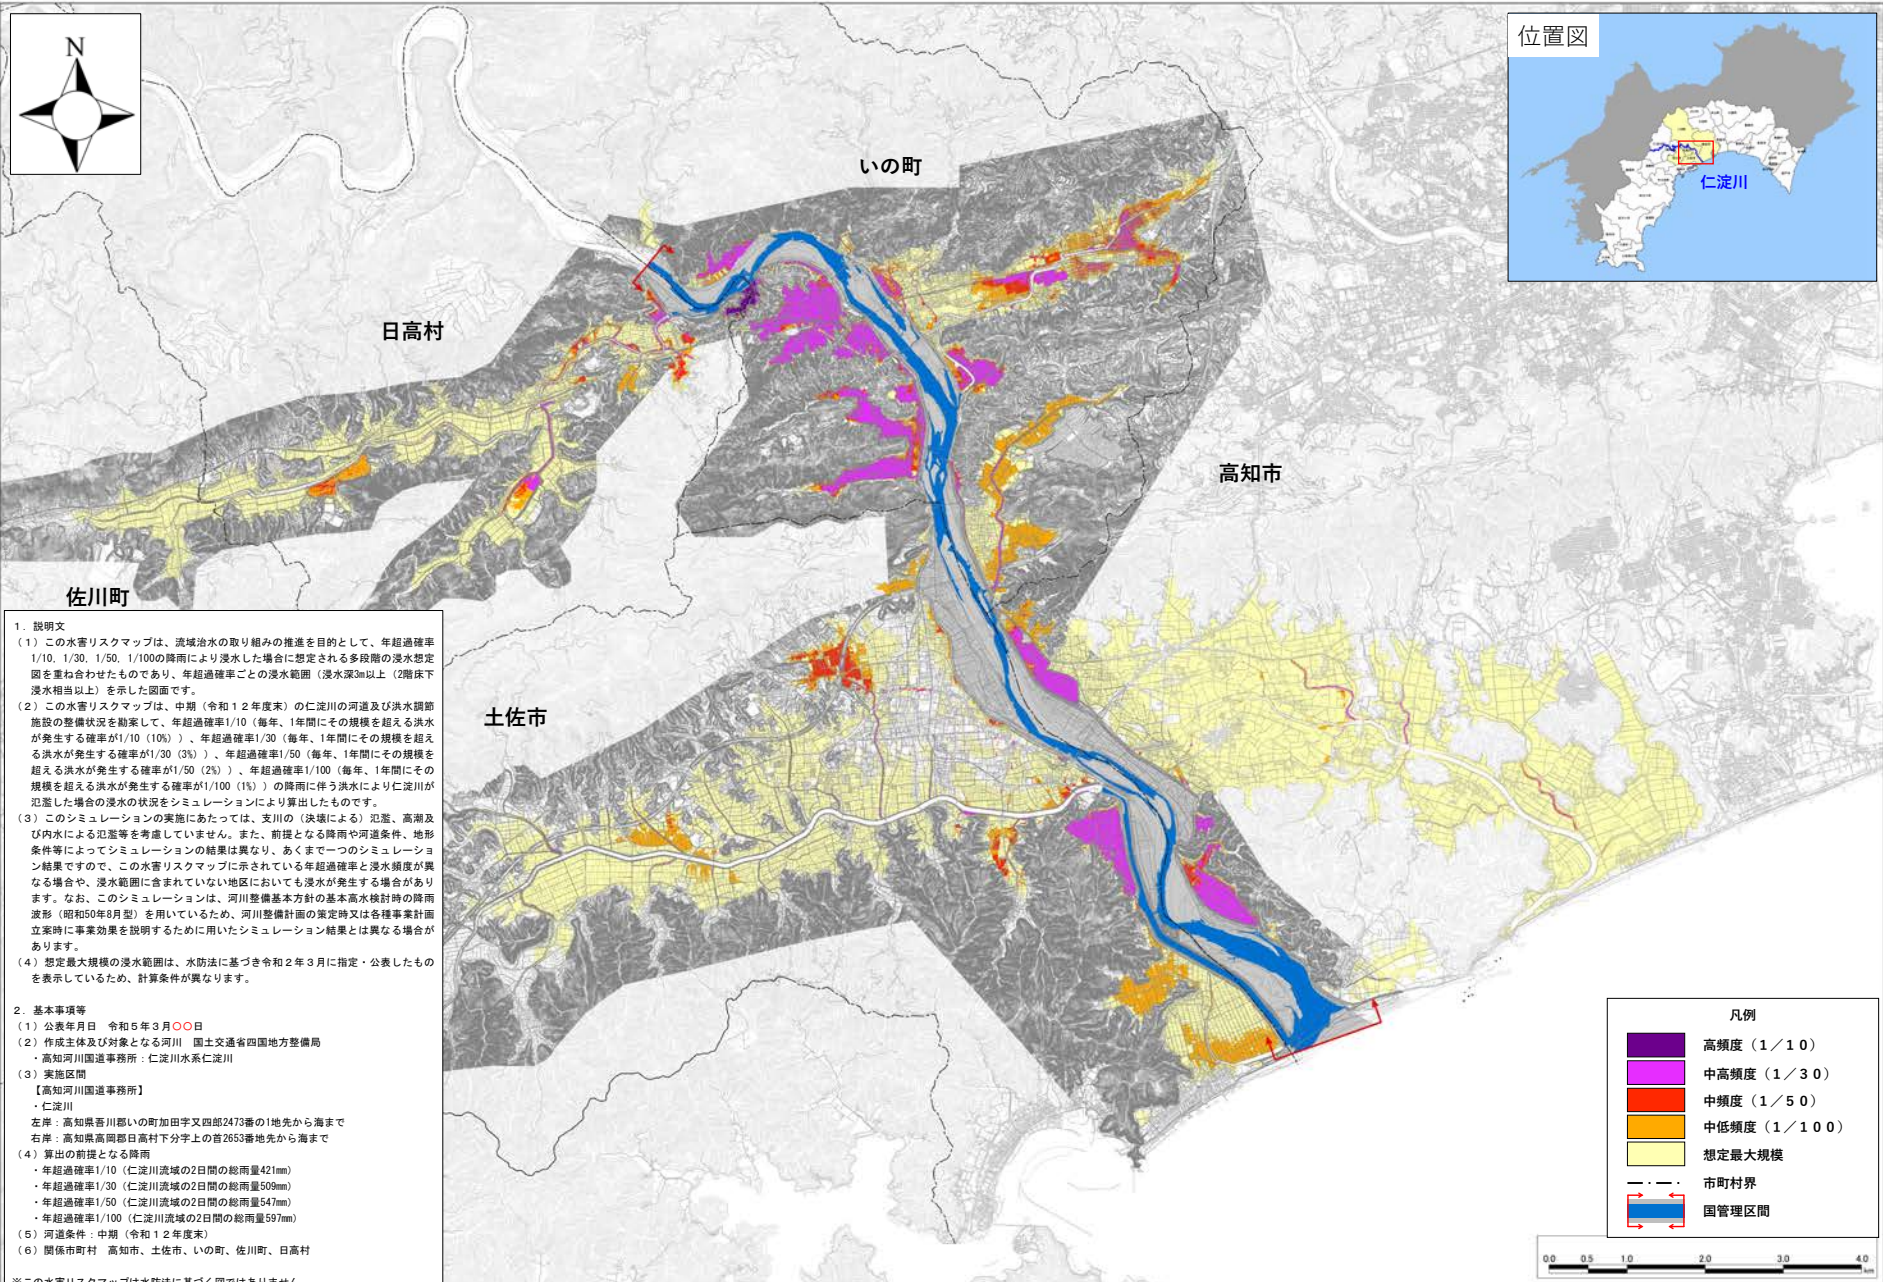 N
位置図
仁淀川
いの町
日高村
高知市
佐川町
土佐市
1．説明文
（1）この水害リスクマップは、流域治水の取り組みの推進を目的として、年超過確率
1/10，1/30，1/50，1/100の降雨により浸水した場合に想定される多段階の浸水想定
図を重ね合わせたものであり、年超過確率ごとの浸水範囲（浸水深3m以上（2階床下
浸水相当以上）を示した図面です。
（2）この水害リスクマップは、中期（令和１２年度末）の仁淀川の河道及び洪水調節
施設の整備状況を勘案して、年超過確率1/10（毎年、1年間にその規模を超える洪水
が発生する確率が1/10（10%））、年超過確率1/30（毎年、1年間にその規模を超え
る洪水が発生する確率が1/30（3%））、年超過確率1/50（毎年、1年間にその規模を
超える洪水が発生する確率が1/50（2%））、年超過確率1/100（毎年、1年間にその
規模を超える洪水が発生する確率が1/100（1%））の降雨に伴う洪水により仁淀川が
氾濫した場合の浸水の状況をシミュレーションにより算出したものです。
（3）このシミュレーションの実施にあたっては、支川の（決壊による）氾濫、高潮及
び内水による氾濫等を考慮していません。また、前提となる降雨や河道条件、地形
条件等によってシミュレーションの結果は異なり、あくまで一つのシミュレーショ
ン結果ですので、この水害リスクマップに示されている年超過確率と浸水頻度が異
なる場合や、浸水範囲に含まれていない地区においても浸水が発生する場合があり
ます。なお、このシミュレーションは、河川整備基本方針の基本高水検討時の降雨
波形（昭和50年8月型）を用いているため、河川整備計画の策定時又は各種事業計画
立案時に事業効果を説明するために用いたシミュレーション結果とは異なる場合が
あります。
（4）想定最大規模の浸水範囲は、水防法に基づき令和２年３月に指定・公表したもの
を表示しているため、計算条件が異なります。
2．基本事項等
（1）公表年月日　令和５年３月〇〇日
（2）作成主体及び対象となる河川　国土交通省四国地方整備局
・高知河川国道事務所：仁淀川水系仁淀川
（3）実施区間
【高知河川国道事務所】
・仁淀川
左岸：高知県吾川郡いの町加田字又四郎2473番の1地先から海まで
右岸：高知県高岡郡日高村下分字上の首2653番地先から海まで
（4）算出の前提となる降雨
・年超過確率1/10（仁淀川流域の2日間の総雨量421mm）
・年超過確率1/30（仁淀川流域の2日間の総雨量509mm）
・年超過確率1/50（仁淀川流域の2日間の総雨量547mm）
・年超過確率1/100（仁淀川流域の2日間の総雨量597mm）
（5）河道条件：中期（令和１２年度末）
（6）関係市町村　高知市、土佐市、いの町、佐川町、日高村
※この水害リスクマップは水防法に基づく図ではありません
凡例
高頻度（１／１０）
中高頻度（１／３０）
中頻度（１／５０）
中低頻度（１／１００）
想定最大規模
市町村界
国管理区間
0.0 0.5 1.0 2.0 3.0 4.0
km